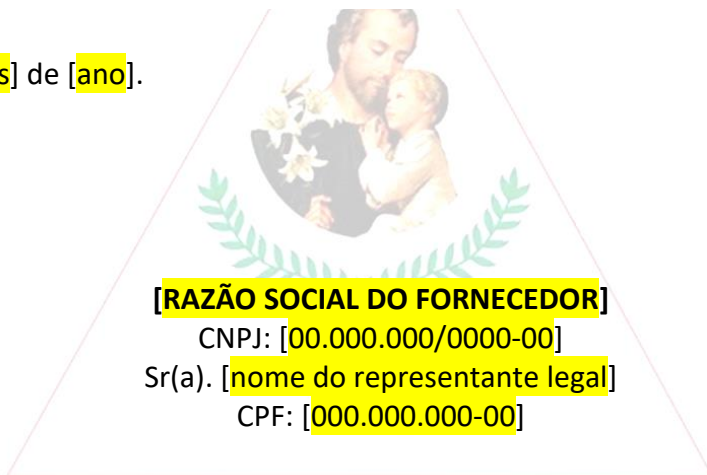 s] de [ano].
[RAZÃO SOCIAL DO FORNECEDOR]
CNPJ: [00.000.000/0000-00]
Sr(a). [nome do representante legal]
CPF: [000.000.000-00]